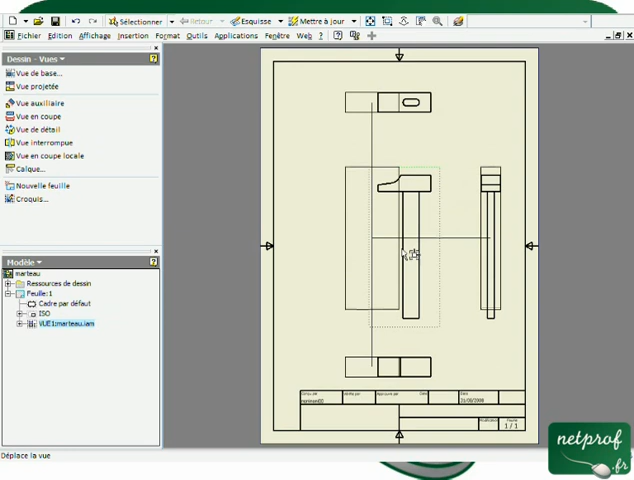 Sélectionner
Retour
Esquisse
Mettre à jour
Fichier Edition Affichage Insertion Format Outils Applications Fenêtre Web ?
Dessin - Vues
Vue de base...
Vue projetée
Vue auxiliaire
Vue en coupe
Vue de détail
Vue interrompue
Vue en coupe locale
Calque...
Nouvelle feuille
Croquis...
Modèle
marteau
Ressources de dessin
Feuille:1
Cadre par défaut
ISO
VUE1:marteau.iam
1 / 1
Déplace la vue
netprof
.fr